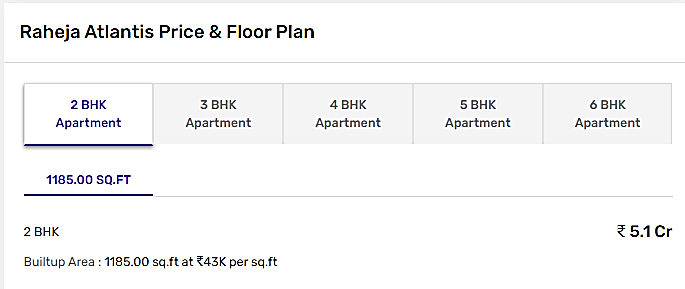 Raheja Atlantis Price & Floor Plan
2 BHK
Apartment
3 BHK
Apartment
4 BHK
Apartment
5 BHK
Apartment
6 BHK
Apartment
1185.00 SQ.FT
2 BHK
₹ 5.1 Cr
Builtup Area : 1185.00 sq.ft at ₹43K per sq.ft